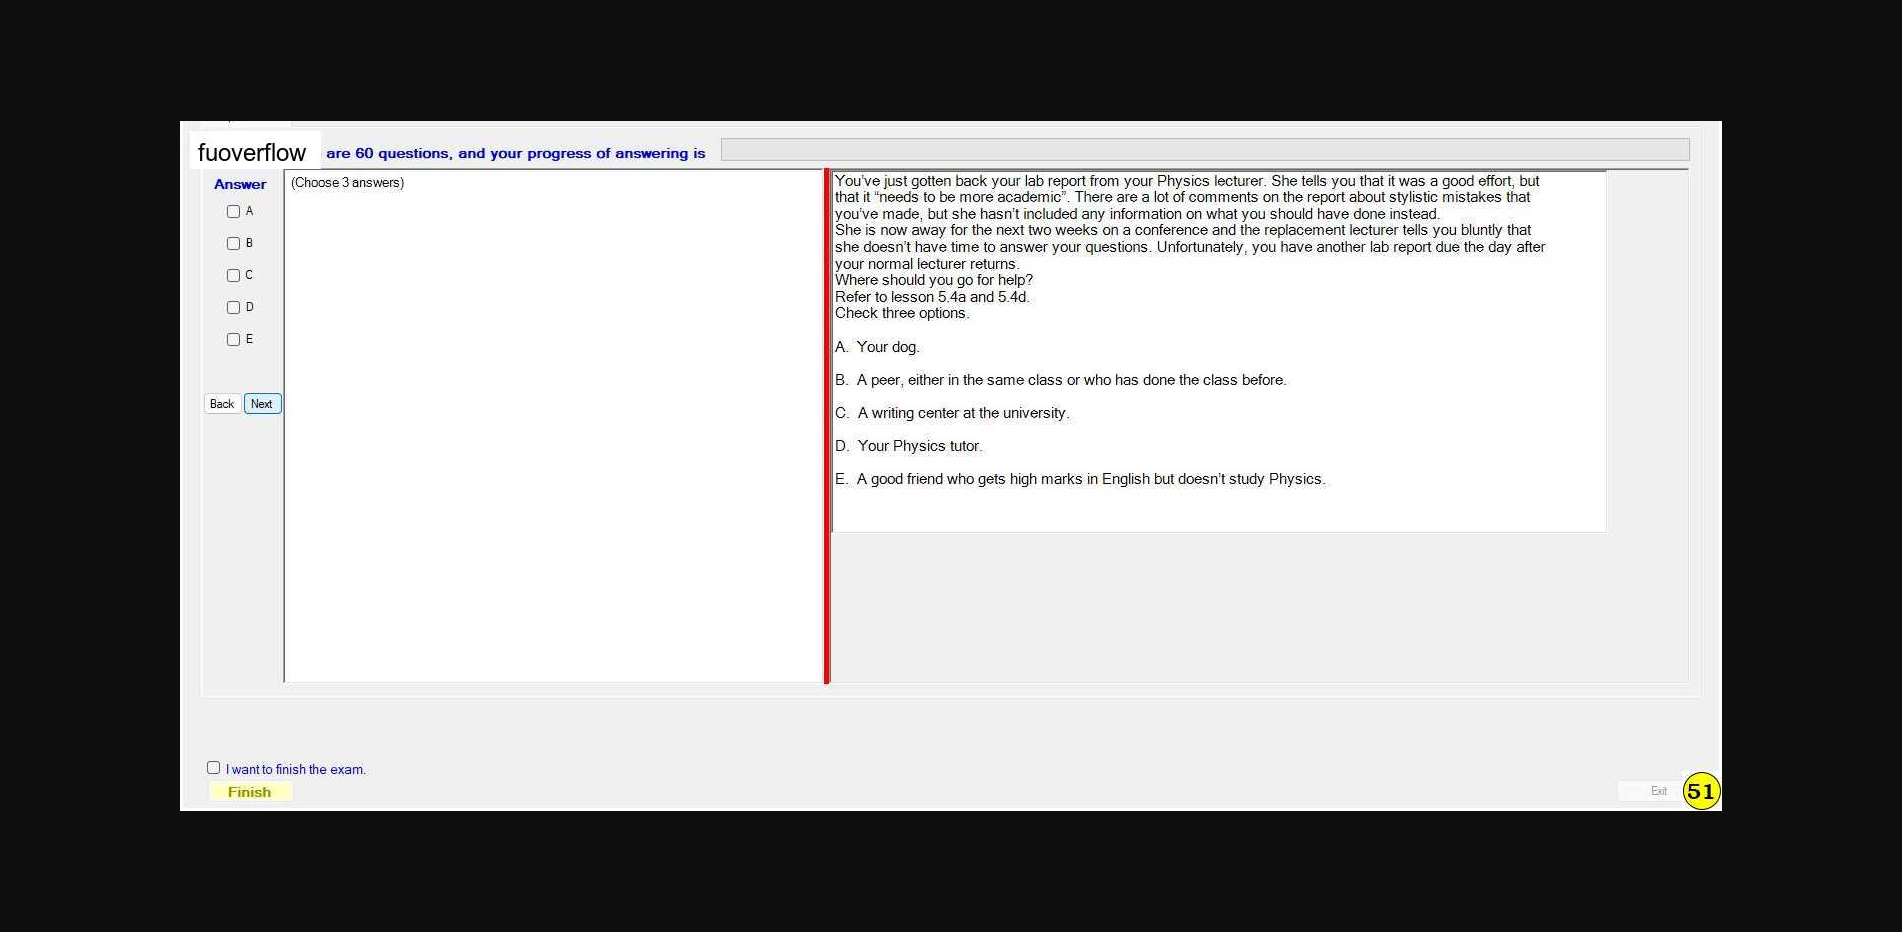 fuoverflow are 60 questions, and your progress of answering is
Answer
A
B
C
D
E
Back Next
(Choose 3 answers)
You've just gotten back your lab report from your Physics lecturer. She tells you that it was a good effort, but
that it “needs to be more academic”. There are a lot of comments on the report about stylistic mistakes that
you've made, but she hasn't included any information on what you should have done instead.
She is now away for the next two weeks on a conference and the replacement lecturer tells you bluntly that
she doesn't have time to answer your questions. Unfortunately, you have another lab report due the day after
your normal lecturer returns.
Where should you go for help?
Refer to lesson 5.4a and 5.4d.
Check three options.
A. Your dog.
B. A peer, either in the same class or who has done the class before.
C. A writing center at the university.
D. Your Physics tutor.
E. A good friend who gets high marks in English but doesn't study Physics.
I want to finish the exam.
Finish
Exit
51